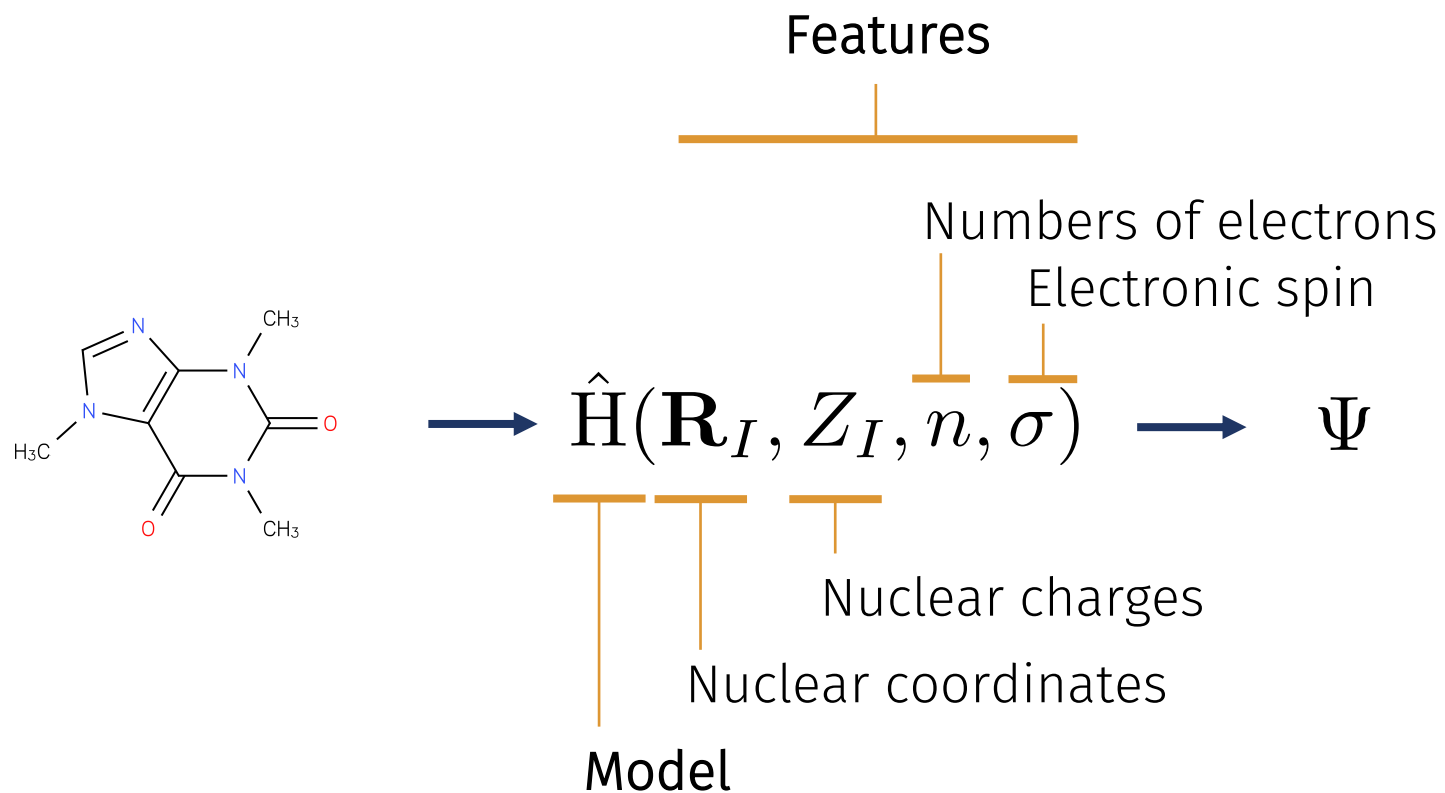 Features
Numbers of electrons
Electronic spin
N
CH₃
N
N
O
H₃C
N
O
CH₃
Ĥ(R_I, Z_I, n, σ)
Ψ
Nuclear charges
Nuclear coordinates
Model